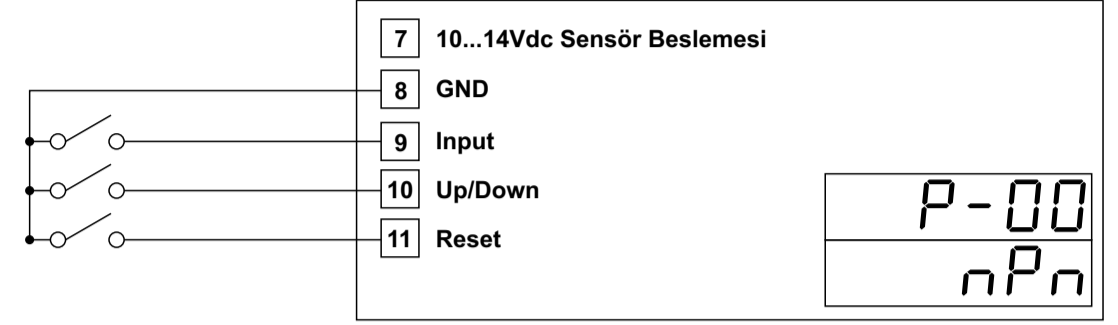 7 10...14Vdc Sensör Beslemesi
8 GND
9 Input
10 Up/Down
11 Reset
P-00
nPn